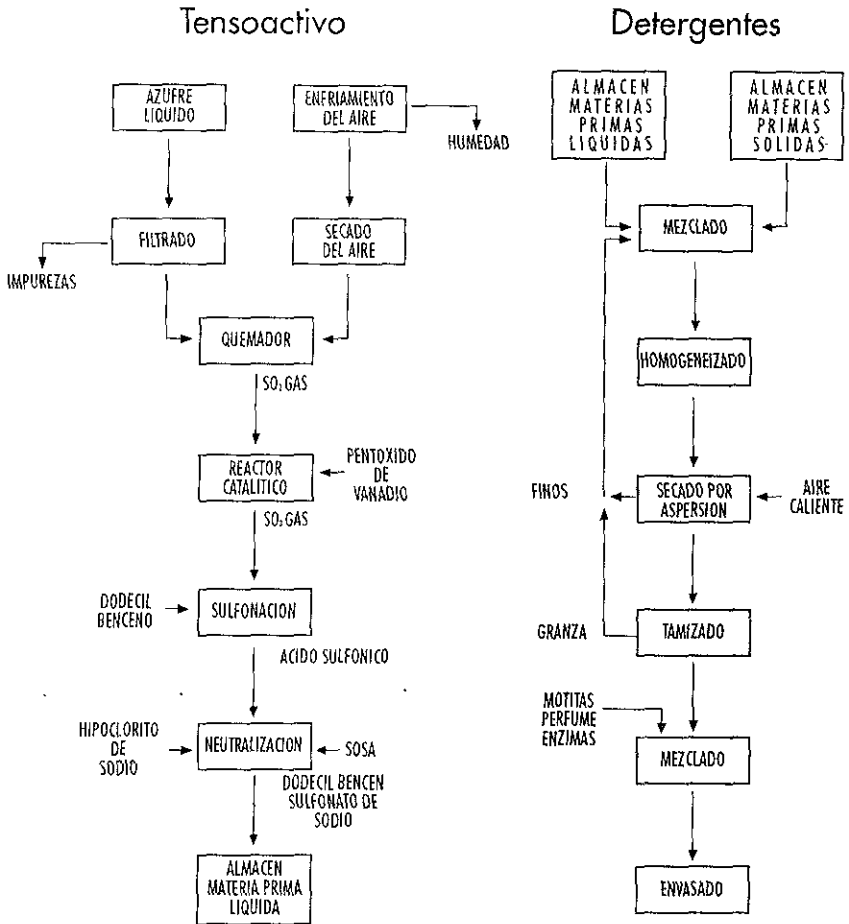 Tensoactivo
AZUFRE
LIQUIDO
ENFRIAMIENTO
DEL AIRE
HUMEDAD
FILTRADO
SECADO
DEL AIRE
IMPUREZAS
QUEMADOR
SO₂ GAS
REACTOR
CATALITICO
PENTOXIDO
DE
VANADIO
SO₃ GAS
DODECIL
BENCENO
SULFONACION
ACIDO SULFONICO
HIPOCLORITO
DE
SODIO
NEUTRALIZACION
SOSA
DODECIL BENCEN
SULFONATO DE
SODIO
ALMACEN
MATERIA PRIMA
LIQUIDA
Detergentes
ALMACEN
MATERIAS
PRIMAS
LIQUIDAS
ALMACEN
MATERIAS
PRIMAS
SOLIDAS
MEZCLADO
HOMOGENEIZADO
FINOS
SECADO POR
ASPERSION
AIRE
CALIENTE
GRANZA
TAMIZADO
MOTITAS
PERFUME
ENZIMAS
MEZCLADO
ENVASADO